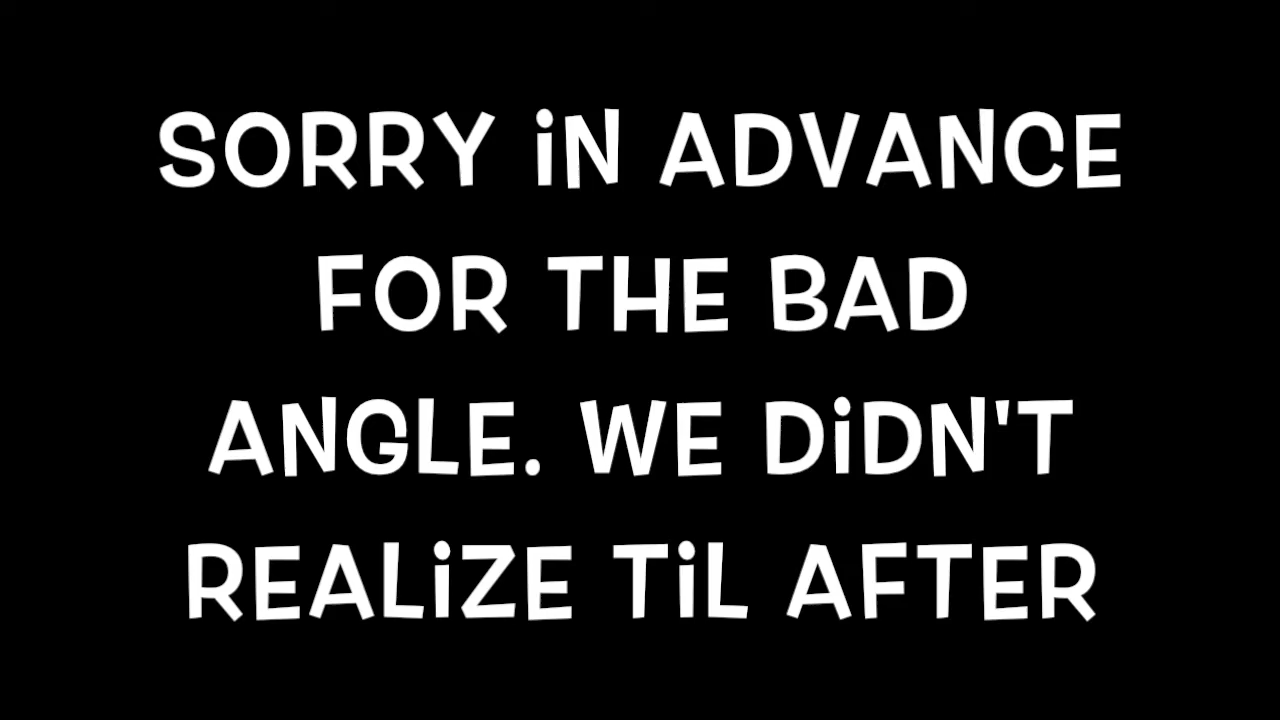 SORRY iN ADVANCE
FOR THE BAD
ANGLE. WE DiDN'T
REALiZE TiL AFTER